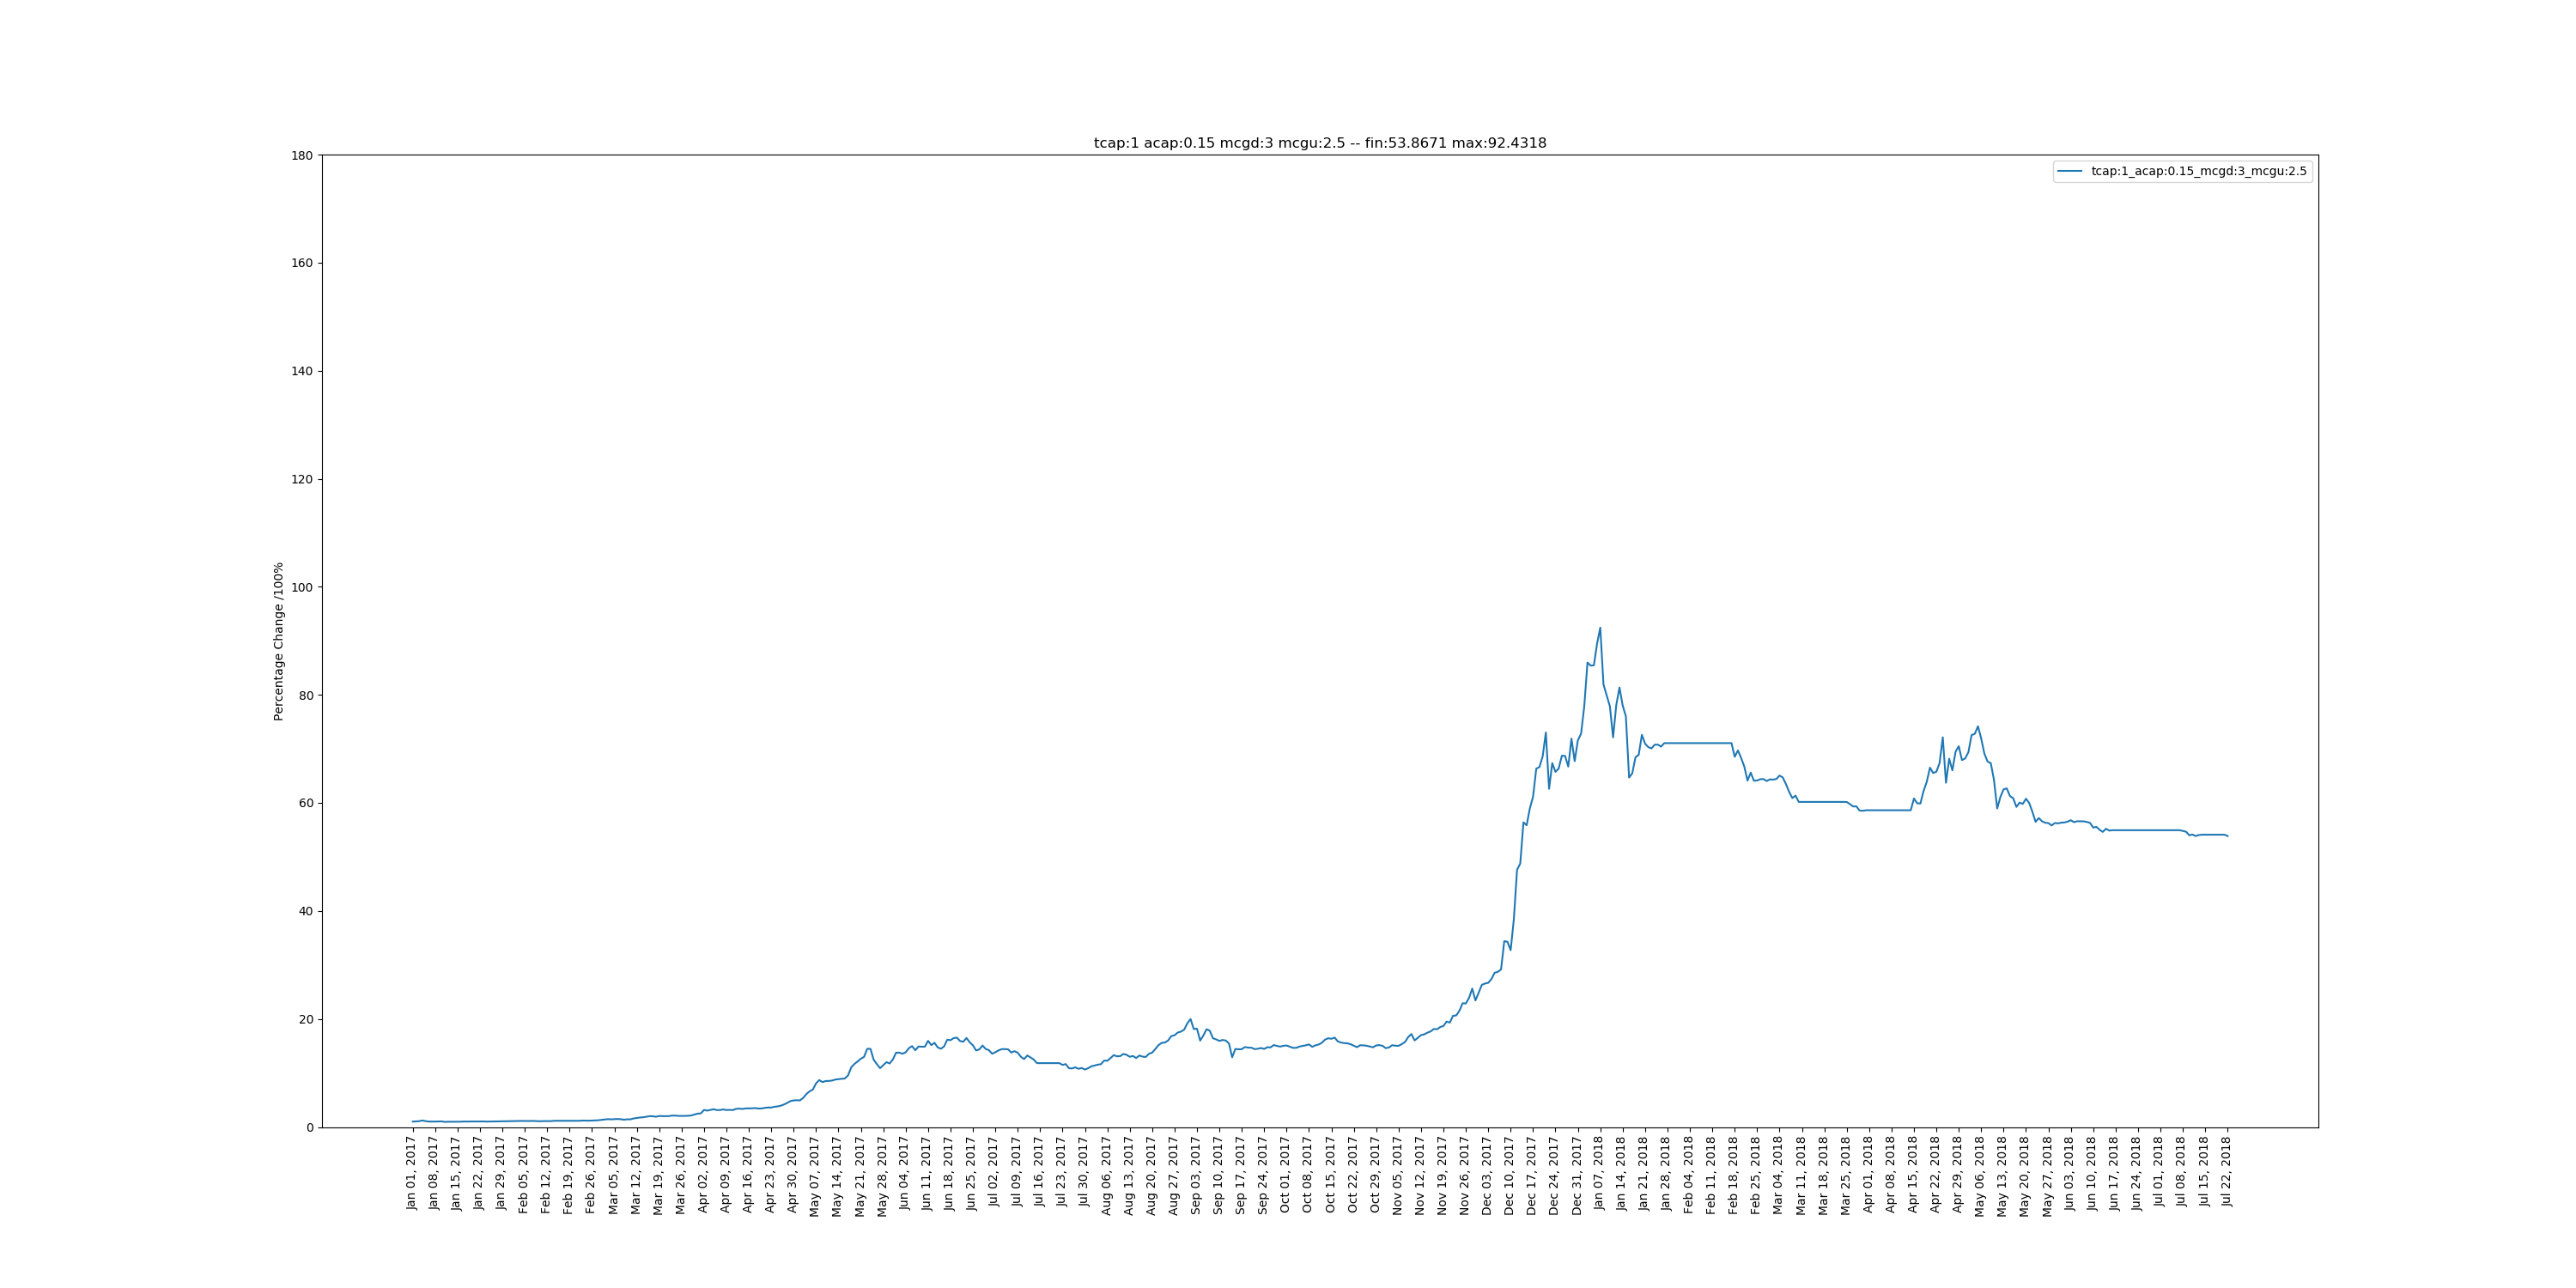 tcap:1 acap:0.15 mcgd:3 mcgu:2.5 -- fin:53.8671 max:92.4318
tcap:1_acap:0.15_mcgd:3_mcgu:2.5
Percentage Change /100%
180
160
140
120
100
80
60
40
20
0
Jan 01, 2017
Jan 08, 2017
Jan 15, 2017
Jan 22, 2017
Jan 29, 2017
Feb 05, 2017
Feb 12, 2017
Feb 19, 2017
Feb 26, 2017
Mar 05, 2017
Mar 12, 2017
Mar 19, 2017
Mar 26, 2017
Apr 02, 2017
Apr 09, 2017
Apr 16, 2017
Apr 23, 2017
Apr 30, 2017
May 07, 2017
May 14, 2017
May 21, 2017
May 28, 2017
Jun 04, 2017
Jun 11, 2017
Jun 18, 2017
Jun 25, 2017
Jul 02, 2017
Jul 09, 2017
Jul 16, 2017
Jul 23, 2017
Jul 30, 2017
Aug 06, 2017
Aug 13, 2017
Aug 20, 2017
Aug 27, 2017
Sep 03, 2017
Sep 10, 2017
Sep 17, 2017
Sep 24, 2017
Oct 01, 2017
Oct 08, 2017
Oct 15, 2017
Oct 22, 2017
Oct 29, 2017
Nov 05, 2017
Nov 12, 2017
Nov 19, 2017
Nov 26, 2017
Dec 03, 2017
Dec 10, 2017
Dec 17, 2017
Dec 24, 2017
Dec 31, 2017
Jan 07, 2018
Jan 14, 2018
Jan 21, 2018
Jan 28, 2018
Feb 04, 2018
Feb 11, 2018
Feb 18, 2018
Feb 25, 2018
Mar 04, 2018
Mar 11, 2018
Mar 18, 2018
Mar 25, 2018
Apr 01, 2018
Apr 08, 2018
Apr 15, 2018
Apr 22, 2018
Apr 29, 2018
May 06, 2018
May 13, 2018
May 20, 2018
May 27, 2018
Jun 03, 2018
Jun 10, 2018
Jun 17, 2018
Jun 24, 2018
Jul 01, 2018
Jul 08, 2018
Jul 15, 2018
Jul 22, 2018